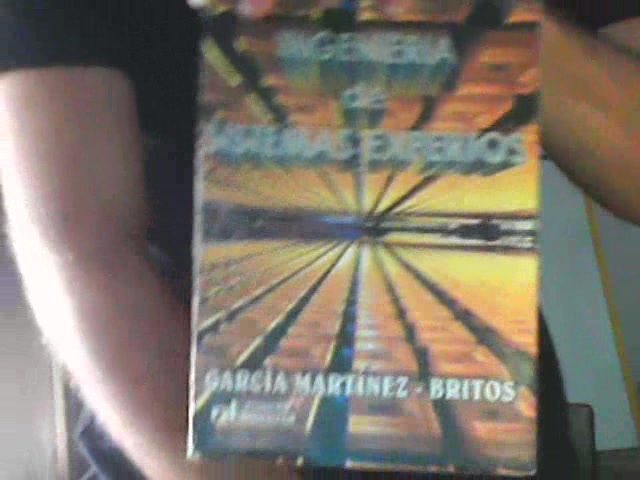 INGENIERIA
de
SISTEMAS EXPERTOS
GARCÍA MARTÍNEZ - BRITOS